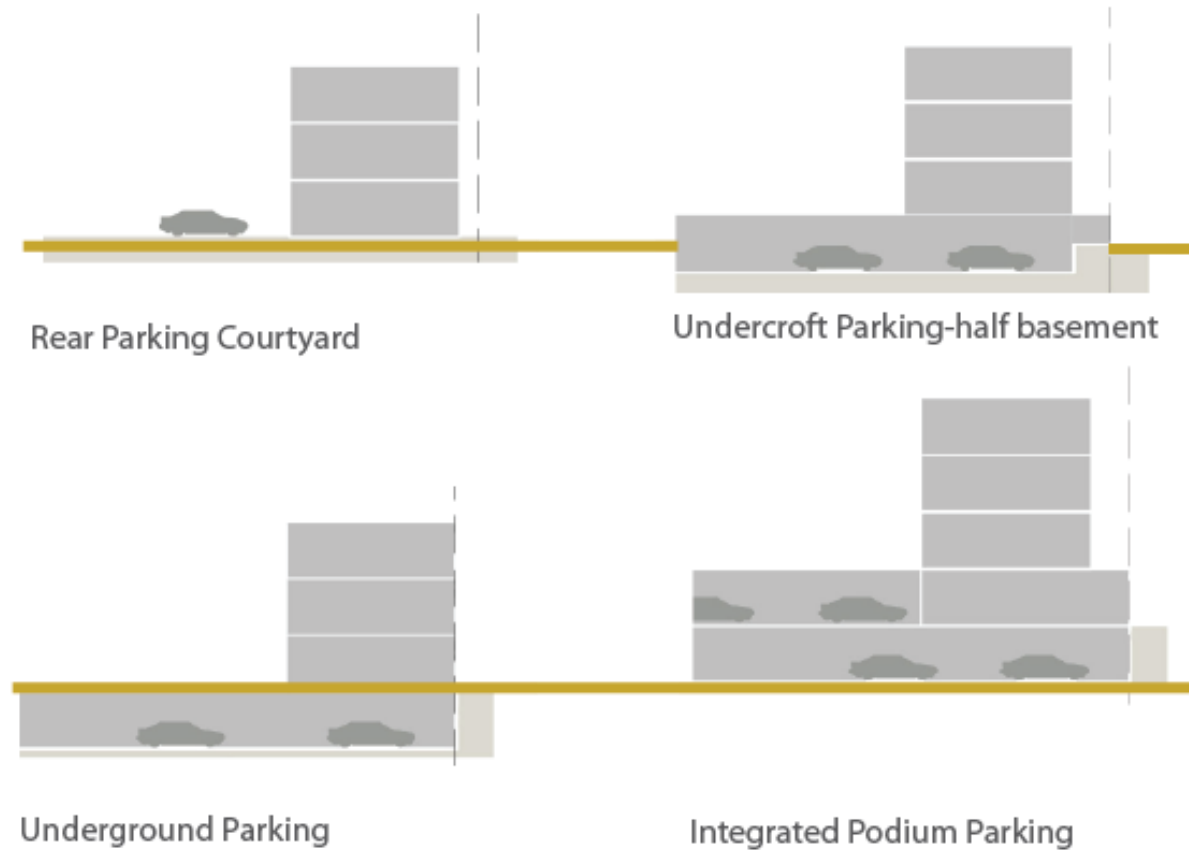 Rear Parking Courtyard
Undercroft Parking-half basement
Underground Parking
Integrated Podium Parking